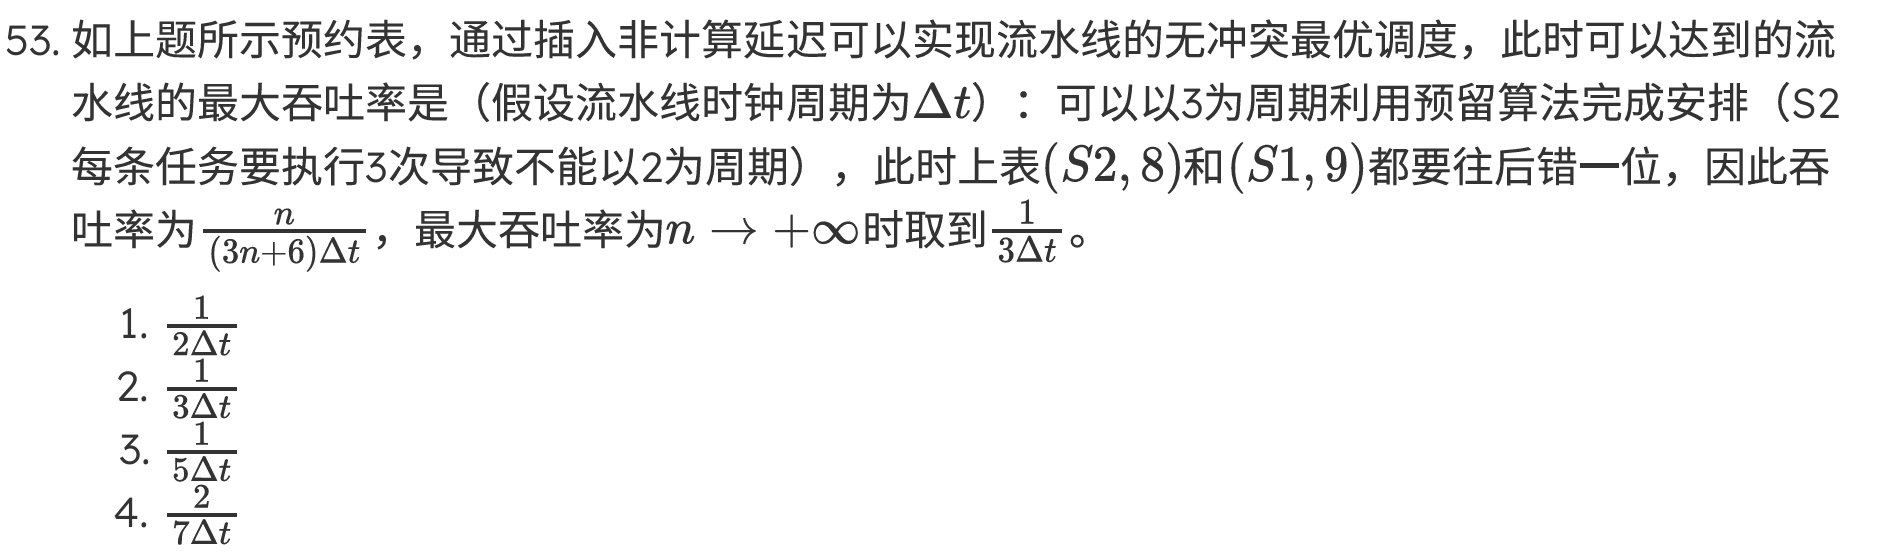 53. 如上题所示预约表，通过插入非计算延迟可以实现流水线的无冲突最优调度，此时可以达到的流
水线的最大吞吐率是（假设流水线时钟周期为$\Delta t$）：可以以3为周期利用预留算法完成安排（S2
每条任务要执行3次导致不能以2为周期），此时上表$(S2, 8)$和$(S1, 9)$都要往后错一位，因此吞
吐率为$\frac{n}{(3n+6)\Delta t}$，最大吞吐率为$n \to +\infty$时取到$\frac{1}{3\Delta t}$。
1. $\frac{1}{2\Delta t}$
2. $\frac{1}{3\Delta t}$
3. $\frac{1}{5\Delta t}$
4. $\frac{2}{7\Delta t}$